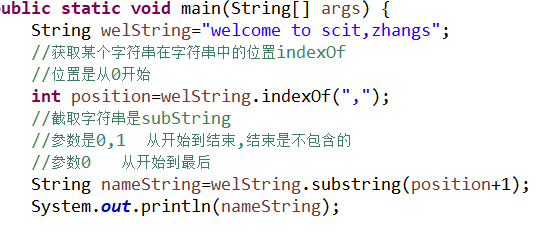 public static void main(String[] args) {
String welString="welcome to scit,zhangs";
//获取某个字符串在字符串中的位置indexOf
//位置是从0开始
int position=welString.indexOf(",");
//截取字符串是subString
//参数是0,1  从开始到结束,结束是不包含的
//参数0   从开始到最后
String nameString=welString.substring(position+1);
System.out.println(nameString);